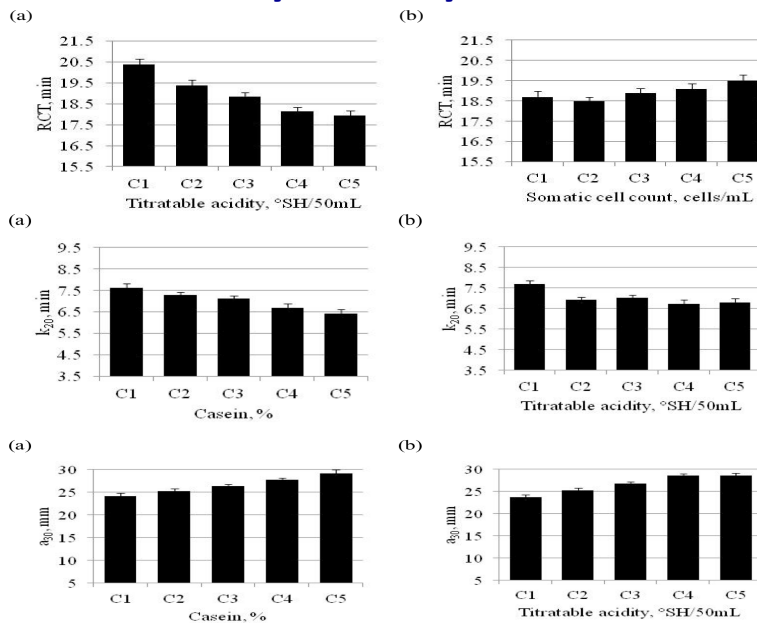 (a)
21.5
20.5
19.5
18.5
17.5
16.5
15.5
RCT, min
C1 C2 C3 C4 C5
Titratable acidity, °SH/50mL
(b)
21.5
20.5
19.5
18.5
17.5
16.5
15.5
RCT, min
C1 C2 C3 C4 C5
Somatic cell count, cells/mL
(a)
9.5
8.5
7.5
6.5
5.5
4.5
3.5
k20, min
C1 C2 C3 C4 C5
Casein, %
(b)
9.5
8.5
7.5
6.5
5.5
4.5
3.5
k20, min
C1 C2 C3 C4 C5
Titratable acidity, °SH/50mL
(a)
30
25
20
15
10
5
a30, mm
C1 C2 C3 C4 C5
Casein, %
(b)
30
25
20
15
10
5
a30, mm
C1 C2 C3 C4 C5
Titratable acidity, °SH/50mL